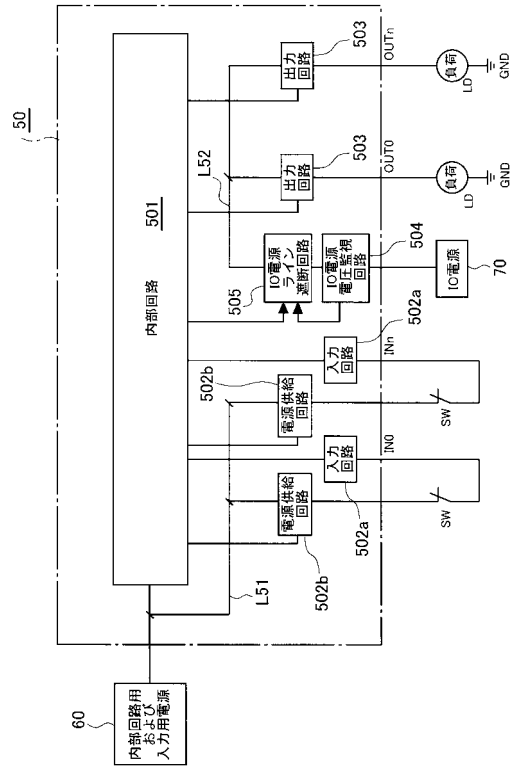 50
内部回路
501
60
内部回路用
および
入力用電源
L51
L52
電源供給
回路
502b
電源供給
回路
502b
入力
回路
502a
入力
回路
502a
IO電源
ライン
遮断回路
505
IO電源
電圧監視
回路
504
出力
回路
503
出力
回路
503
IN0
INn
OUT0
OUTn
SW
SW
IO電源
70
負荷
LD
GND
負荷
LD
GND